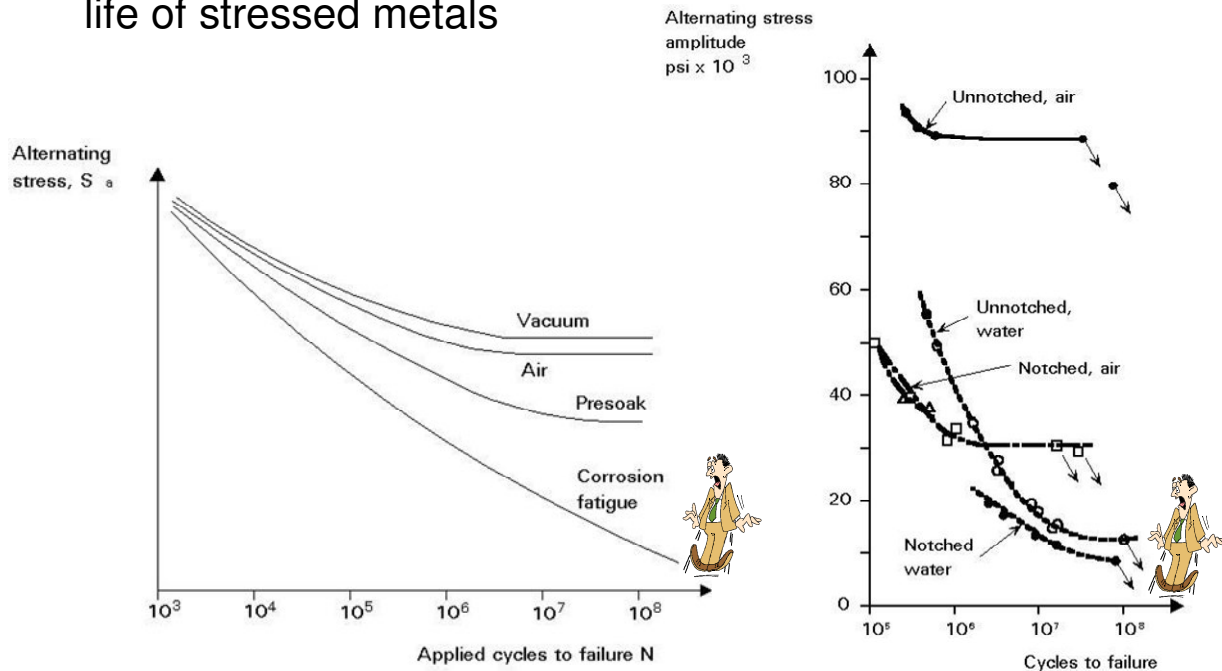 life of stressed metals
Alternating
stress, S a
Vacuum
Air
Presoak
Corrosion
fatigue
10³ 10⁴ 10⁵ 10⁶ 10⁷ 10⁸
Applied cycles to failure N
Alternating stress
amplitude
psi x 10 ³
100
80
60
40
20
0
Unnotched, air
Unnotched,
water
Notched, air
Notched
water
10⁵ 10⁶ 10⁷ 10⁸
Cycles to failure